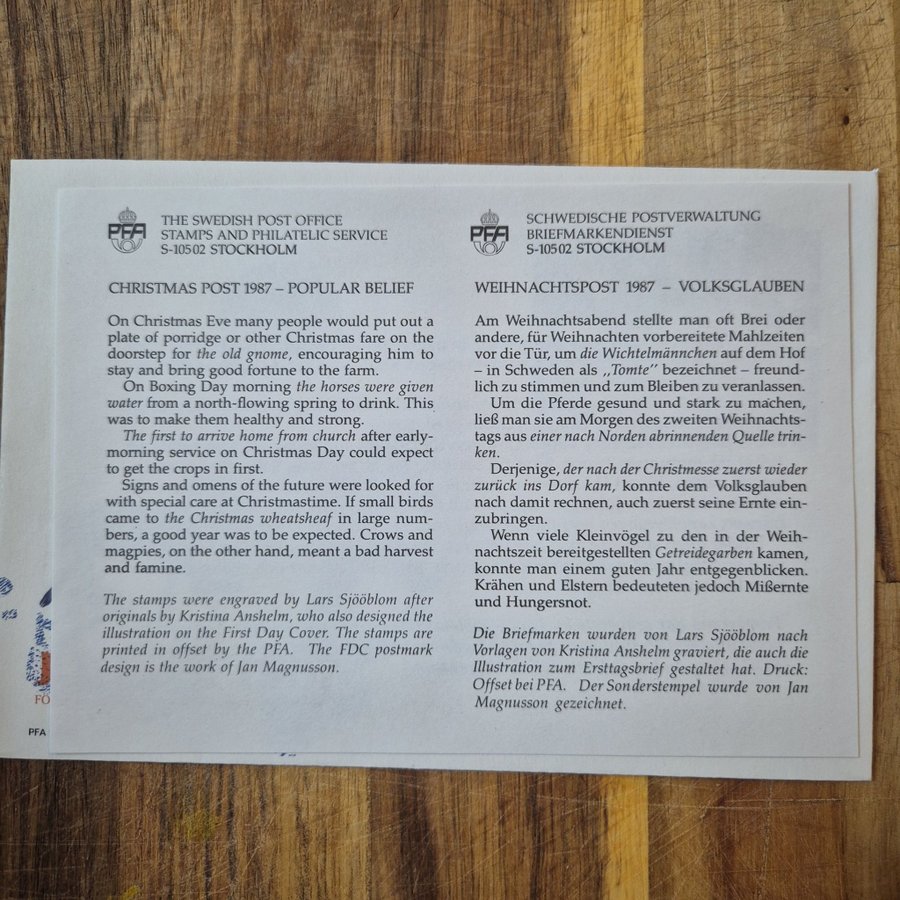 PFA
THE SWEDISH POST OFFICE
STAMPS AND PHILATELIC SERVICE
S-105 02 STOCKHOLM
CHRISTMAS POST 1987 – POPULAR BELIEF
On Christmas Eve many people would put out a
plate of porridge or other Christmas fare on the
doorstep for the old gnome, encouraging him to
stay and bring good fortune to the farm.
On Boxing Day morning the horses were given
water from a north-flowing spring to drink. This
was to make them healthy and strong.
The first to arrive home from church after early-
morning service on Christmas Day could expect
to get the crops in first.
Signs and omens of the future were looked for
with special care at Christmastime. If small birds
came to the Christmas wheatsheaf in large num-
bers, a good year was to be expected. Crows and
magpies, on the other hand, meant a bad harvest
and famine.
The stamps were engraved by Lars Sjööblom after
originals by Kristina Anshelm, who also designed the
illustration on the First Day Cover. The stamps are
printed in offset by the PFA. The FDC postmark
design is the work of Jan Magnusson.
PFA
SCHWEDISCHE POSTVERWALTUNG
BRIEFMARKENDIENST
S-105 02 STOCKHOLM
WEIHNACHTSPOST 1987 – VOLKSGLAUBEN
Am Weihnachtsabend stellte man oft Brei oder
andere, für Weihnachten vorbereitete Mahlzeiten
vor die Tür, um die Wichtelmännchen auf dem Hof
– in Schweden als „Tomte" bezeichnet – freund-
lich zu stimmen und zum Bleiben zu veranlassen.
Um die Pferde gesund und stark zu machen,
ließ man sie am Morgen des zweiten Weihnachts-
tags aus einer nach Norden abrinnenden Quelle trin-
ken.
Derjenige, der nach der Christmesse zuerst wieder
zurück ins Dorf kam, konnte dem Volksglauben
nach damit rechnen, auch zuerst seine Ernte ein-
zubringen.
Wenn viele Kleinvögel zu den in der Weih-
nachtszeit bereitgestellten Getreidegarben kamen,
konnte man einem guten Jahr entgegenblicken.
Krähen und Elstern bedeuteten jedoch Mißernte
und Hungersnot.
Die Briefmarken wurden von Lars Sjööblom nach
Vorlagen von Kristina Anshelm graviert, die auch die
Illustration zum Ersttagsbrief gestaltet hat. Druck:
Offset bei PFA. Der Sonderstempel wurde von Jan
Magnusson gezeichnet.
FÖ
PFA